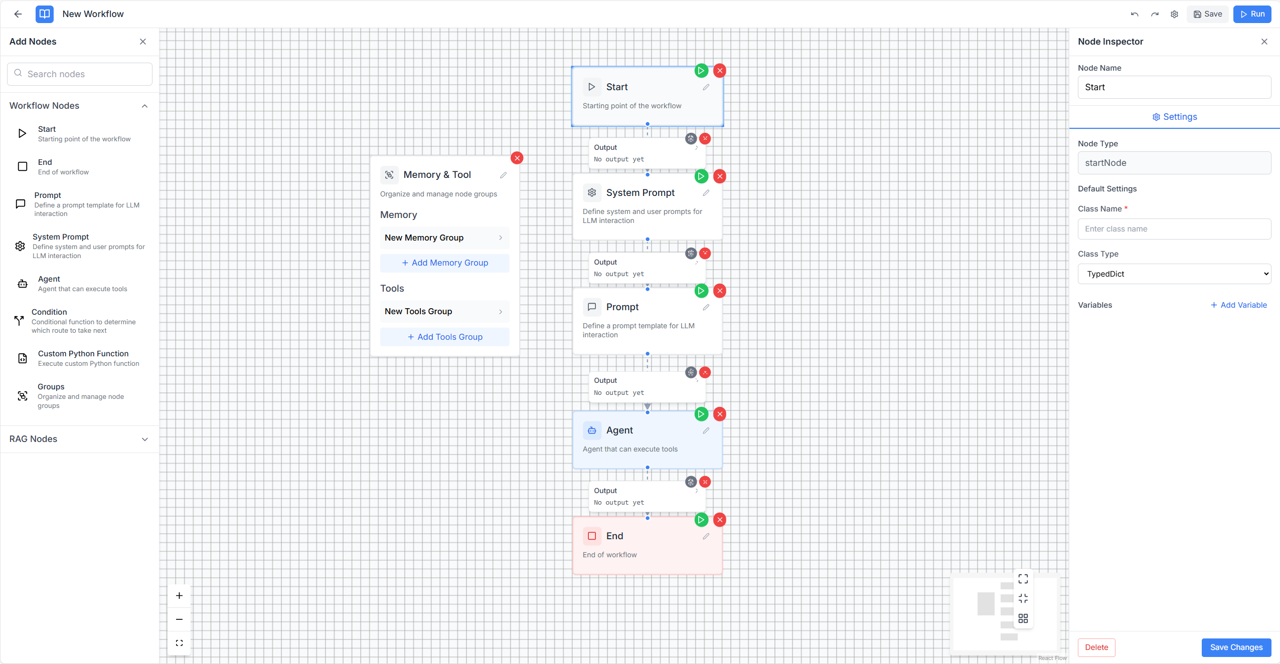 New Workflow
Save
Run
Add Nodes
Search nodes
Workflow Nodes
Start
Starting point of the workflow
End
End of workflow
Prompt
Define a prompt template for LLM
interaction
System Prompt
Define system and user prompts for
LLM interaction
Agent
Agent that can execute tools
Condition
Conditional function to determine
which route to take next
Custom Python Function
Execute custom Python function
Groups
Organize and manage node
groups
RAG Nodes
Memory & Tool
Organize and manage node groups
Memory
New Memory Group
+ Add Memory Group
Tools
New Tools Group
+ Add Tools Group
Start
Starting point of the workflow
Output
No output yet
System Prompt
Define system and user prompts for
LLM interaction
Output
No output yet
Prompt
Define a prompt template for LLM
interaction
Output
No output yet
Agent
Agent that can execute tools
Output
No output yet
End
End of workflow
React Flow
Node Inspector
Node Name
Start
Settings
Node Type
startNode
Default Settings
Class Name *
Enter class name
Class Type
TypedDict
Variables
+ Add Variable
Delete
Save Changes